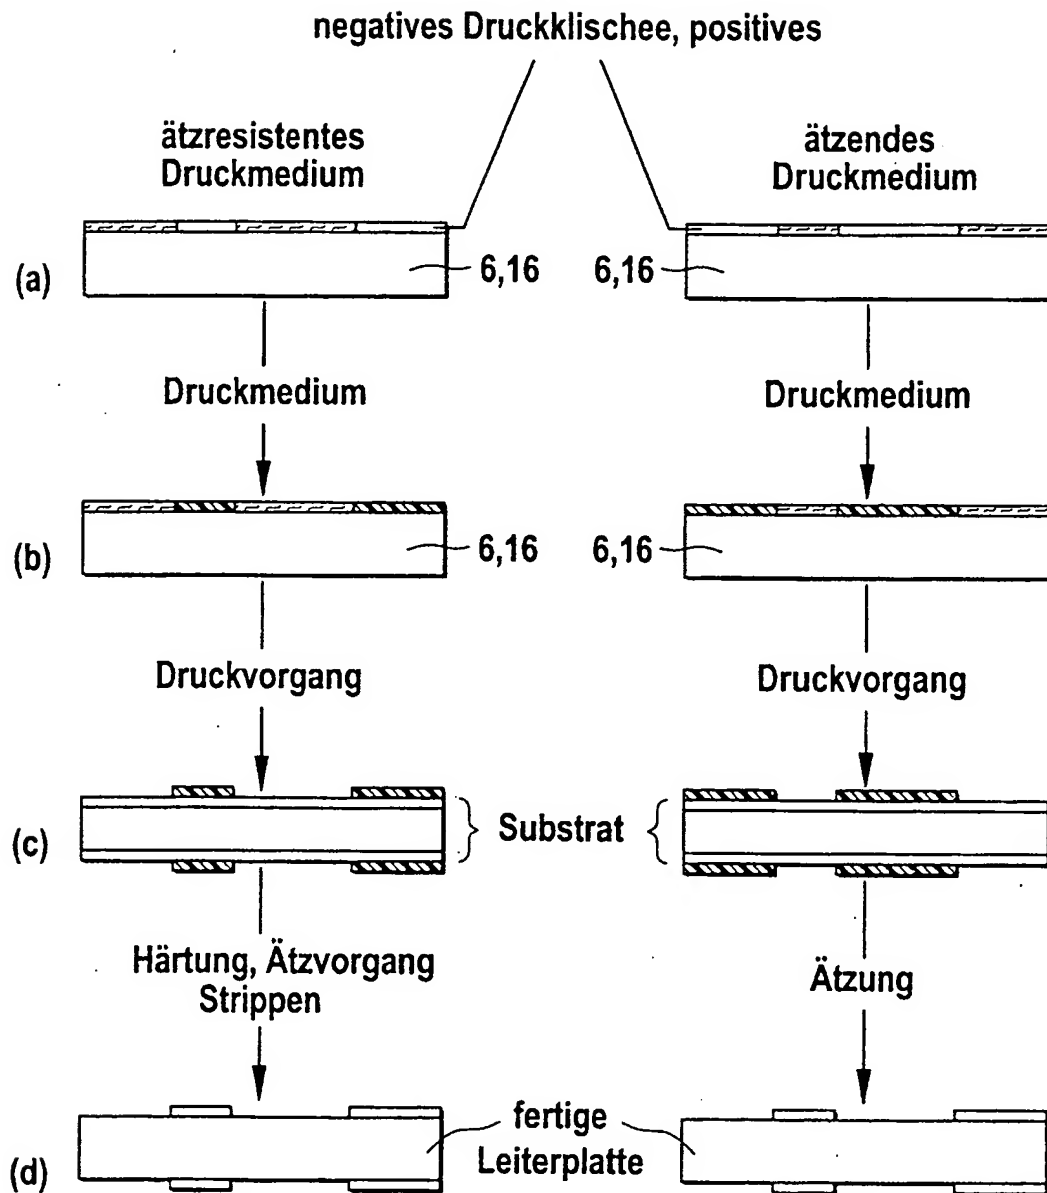 negatives Druckklischee, positives
ätzresistentes
Druckmedium
ätzendes
Druckmedium
(a)
6,16
6,16
Druckmedium
Druckmedium
(b)
6,16
6,16
Druckvorgang
Druckvorgang
(c)
Substrat
Härtung, Ätzvorgang
Strippen
Ätzung
(d)
fertige
Leiterplatte